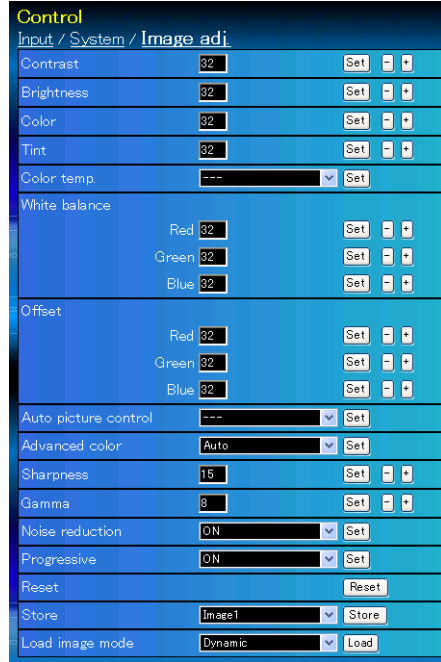 Control
Input / System / Image adj.
Contrast 32 Set - +
Brightness 32 Set - +
Color 32 Set - +
Tint 32 Set - +
Color temp. --- Set
White balance
Red 32 Set - +
Green 32 Set - +
Blue 32 Set - +
Offset
Red 32 Set - +
Green 32 Set - +
Blue 32 Set - +
Auto picture control --- Set
Advanced color Auto Set
Sharpness 15 Set - +
Gamma 8 Set - +
Noise reduction ON Set
Progressive ON Set
Reset Reset
Store Image1 Store
Load image mode Dynamic Load